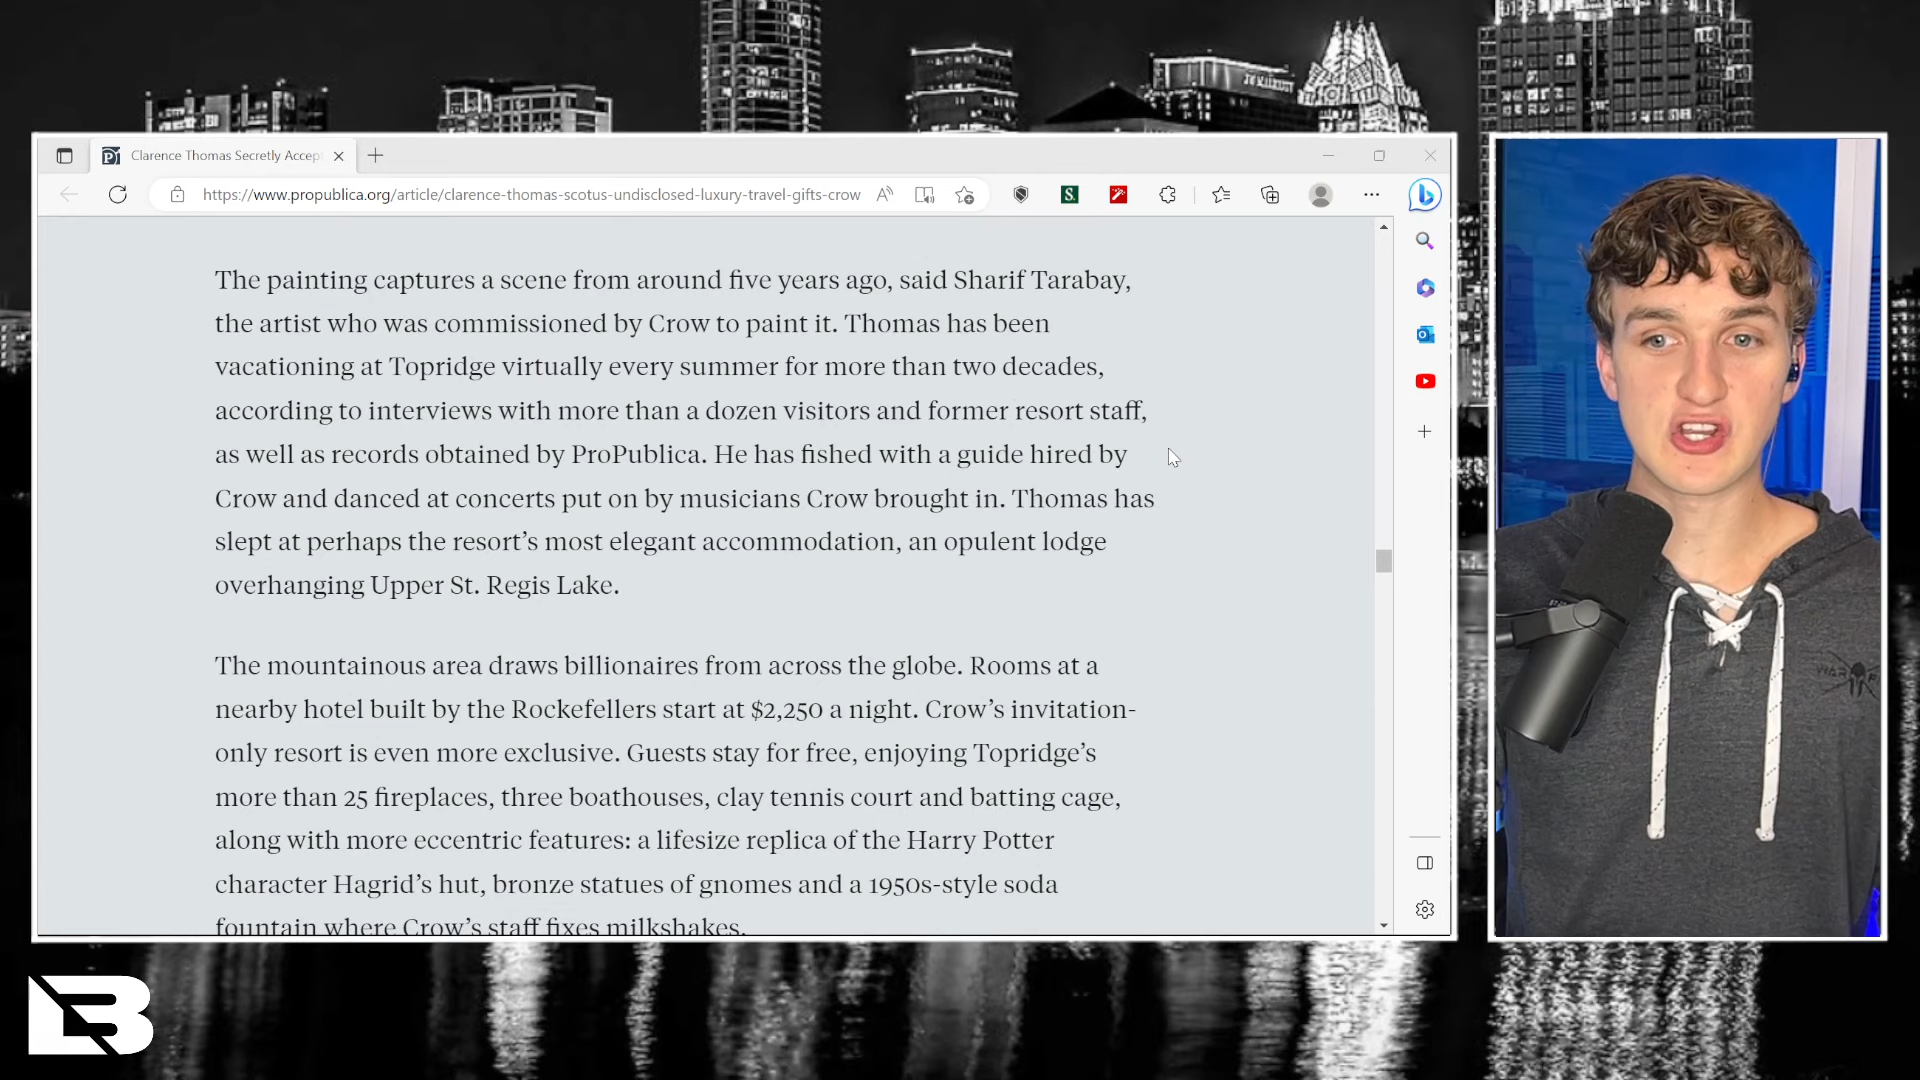 Clarence Thomas Secretly Accep
https://www.propublica.org/article/clarence-thomas-scotus-undisclosed-luxury-travel-gifts-crow
The painting captures a scene from around five years ago, said Sharif Tarabay,
the artist who was commissioned by Crow to paint it. Thomas has been
vacationing at Topridge virtually every summer for more than two decades,
according to interviews with more than a dozen visitors and former resort staff,
as well as records obtained by ProPublica. He has fished with a guide hired by
Crow and danced at concerts put on by musicians Crow brought in. Thomas has
slept at perhaps the resort’s most elegant accommodation, an opulent lodge
overhanging Upper St. Regis Lake.
The mountainous area draws billionaires from across the globe. Rooms at a
nearby hotel built by the Rockefellers start at $2,250 a night. Crow’s invitation-
only resort is even more exclusive. Guests stay for free, enjoying Topridge’s
more than 25 fireplaces, three boathouses, clay tennis court and batting cage,
along with more eccentric features: a lifesize replica of the Harry Potter
character Hagrid’s hut, bronze statues of gnomes and a 1950s-style soda
fountain where Crow’s staff fixes milkshakes.